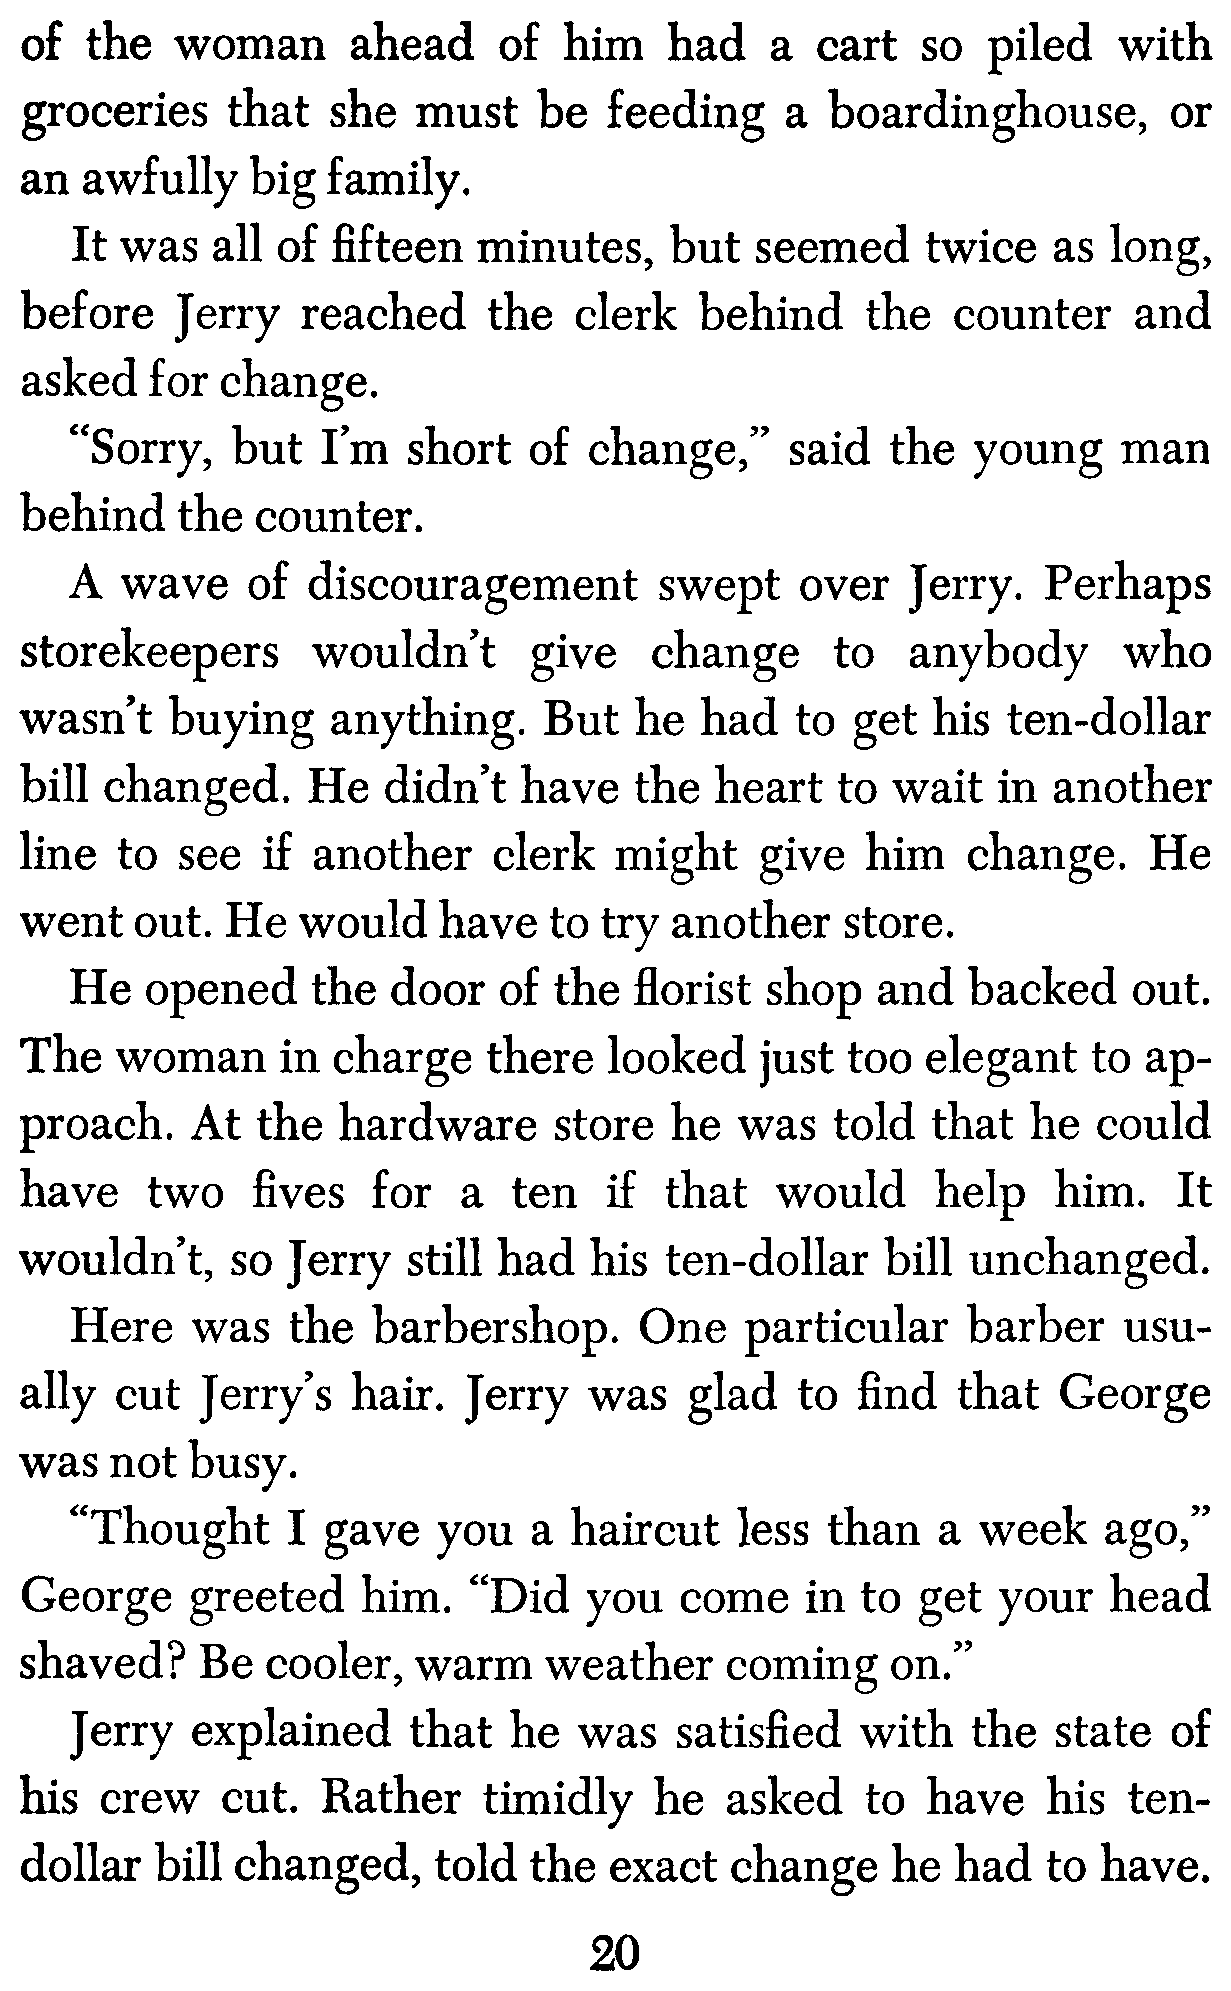 of the woman ahead of him had a cart so piled with
groceries that she must be feeding a boardinghouse, or
an awfully big family.
It was all of fifteen minutes, but seemed twice as long,
before Jerry reached the clerk behind the counter and
asked for change.
“Sorry, but I’m short of change,” said the young man
behind the counter.
A wave of discouragement swept over Jerry. Perhaps
storekeepers wouldn’t give change to anybody who
wasn’t buying anything. But he had to get his ten-dollar
bill changed. He didn’t have the heart to wait in another
line to see if another clerk might give him change. He
went out. He would have to try another store.
He opened the door of the florist shop and backed out.
The woman in charge there looked just too elegant to ap-
proach. At the hardware store he was told that he could
have two fives for a ten if that would help him. It
wouldn’t, so Jerry still had his ten-dollar bill unchanged.
Here was the barbershop. One particular barber usu-
ally cut Jerry’s hair. Jerry was glad to find that George
was not busy.
“Thought I gave you a haircut less than a week ago,”
George greeted him. “Did you come in to get your head
shaved? Be cooler, warm weather coming on.”
Jerry explained that he was satisfied with the state of
his crew cut. Rather timidly he asked to have his ten-
dollar bill changed, told the exact change he had to have.
20